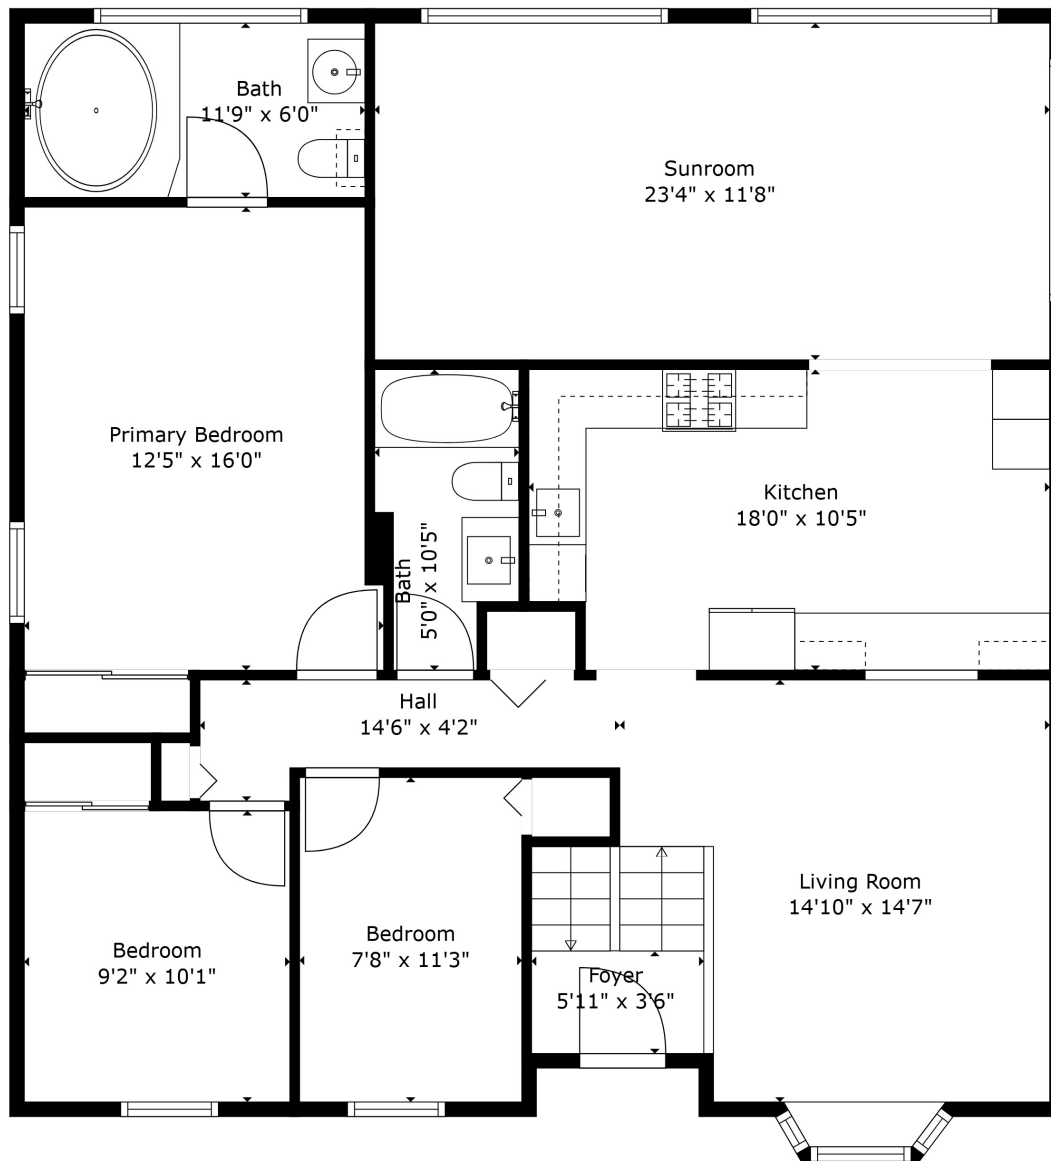 Bath
11'9" x 6'0"
Sunroom
23'4" x 11'8"
Primary Bedroom
12'5" x 16'0"
Kitchen
18'0" x 10'5"
Bath
5'0" x 10'5"
Hall
14'6" x 4'2"
Living Room
14'10" x 14'7"
Bedroom
9'2" x 10'1"
Bedroom
7'8" x 11'3"
Foyer
5'11" x 3'6"